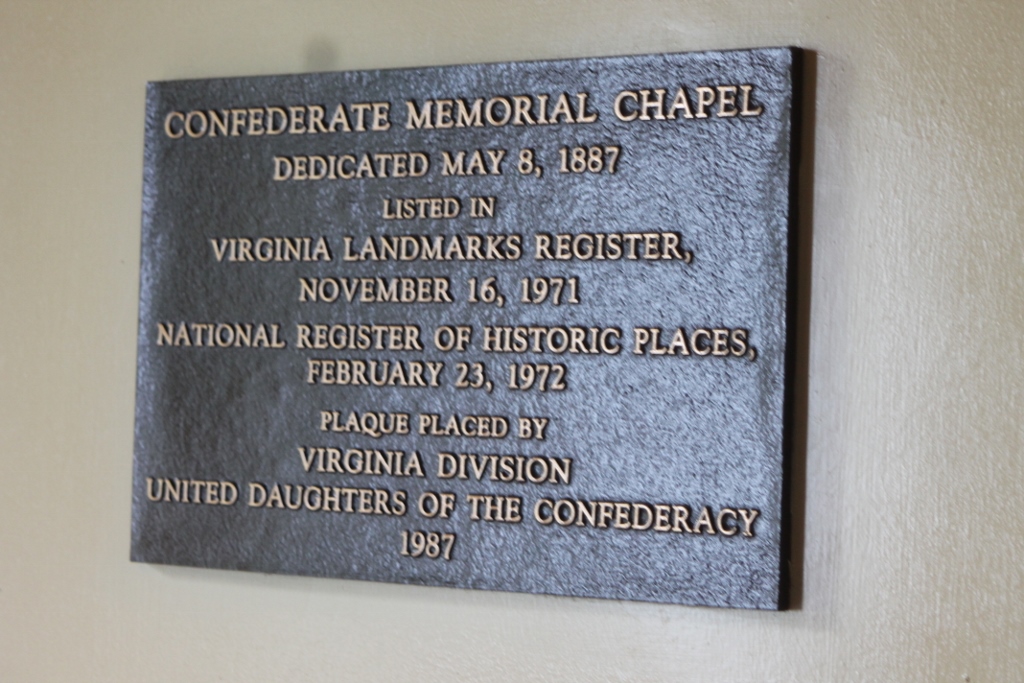 CONFEDERATE MEMORIAL CHAPEL
DEDICATED MAY 8, 1887
LISTED IN
VIRGINIA LANDMARKS REGISTER,
NOVEMBER 16, 1971
NATIONAL REGISTER OF HISTORIC PLACES,
FEBRUARY 23, 1972
PLAQUE PLACED BY
VIRGINIA DIVISION
UNITED DAUGHTERS OF THE CONFEDERACY
1987